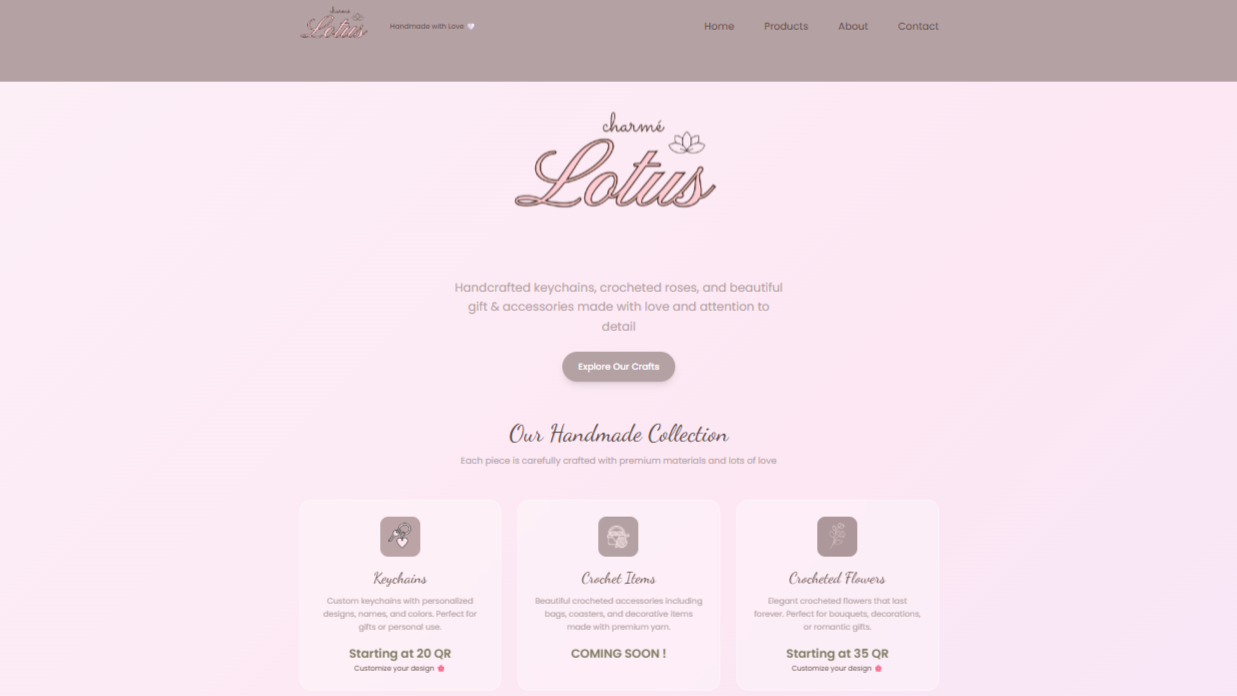 charmé
Lotus
Handmade with Love
Home
Products
About
Contact
charmé
Lotus
Handcrafted keychains, crocheted roses, and beautiful
gift & accessories made with love and attention to
detail
Explore Our Crafts
Our Handmade Collection
Each piece is carefully crafted with premium materials and lots of love
Keychains
Custom keychains with personalized
designs, names, and colors. Perfect for
gifts or personal use.
Starting at 20 QR
Customize your design
Crochet Items
Beautiful crocheted accessories including
bags, coasters, and decorative items
made with premium yarn.
COMING SOON !
Crocheted Flowers
Elegant crocheted flowers that last
forever. Perfect for bouquets, decorations,
or romantic gifts.
Starting at 35 QR
Customize your design